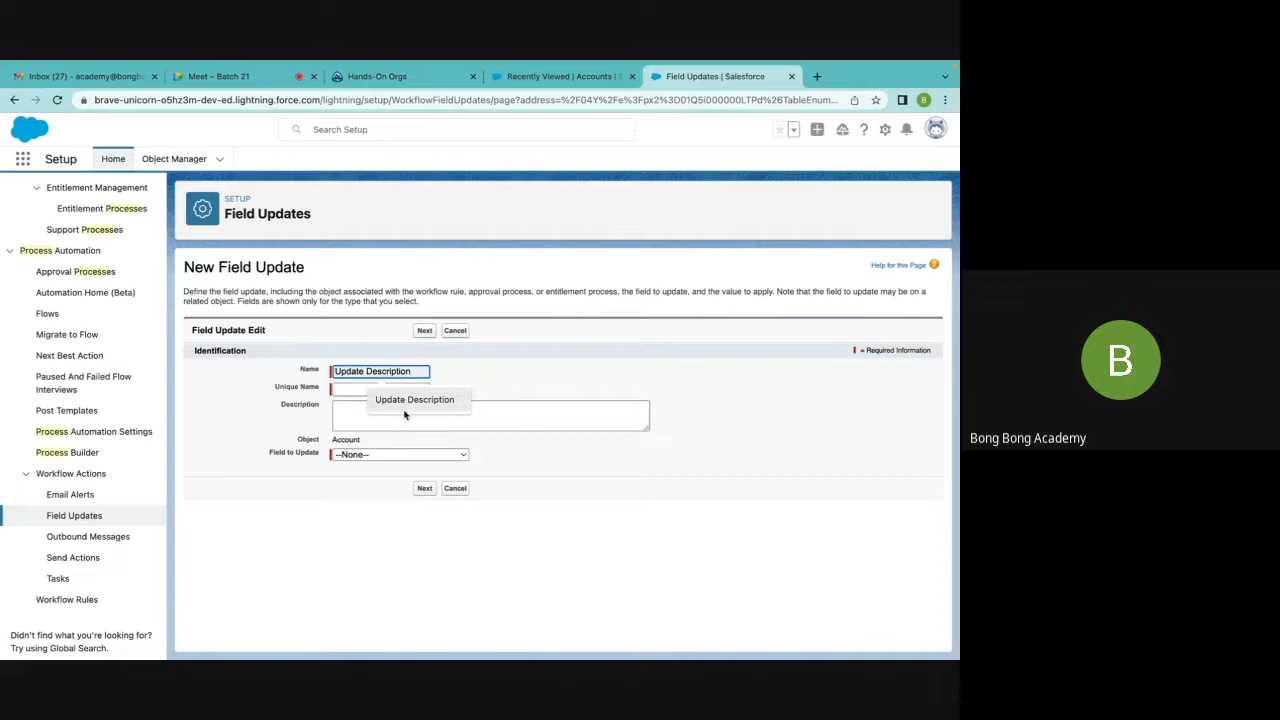 Inbox (27) - academy@bongb
Meet – Batch 21
Hands-On Orgs
Recently Viewed | Accounts | S
Field Updates | Salesforce
brave-unicorn-o5hz3m-dev-ed.lightning.force.com/lightning/setup/WorkflowFieldUpdates/page?address=%2F04Y%2Fe%3Fpx2%3D01Q5i000000LTPd%26TableEnum...
B
Search Setup
Setup
Home
Object Manager
Entitlement Management
Entitlement Processes
Support Processes
Process Automation
Approval Processes
Automation Home (Beta)
Flows
Migrate to Flow
Next Best Action
Paused And Failed Flow
Interviews
Post Templates
Process Automation Settings
Process Builder
Workflow Actions
Email Alerts
Field Updates
Outbound Messages
Send Actions
Tasks
Workflow Rules
Didn't find what you're looking for?
Try using Global Search.
SETUP
Field Updates
New Field Update
Help for this Page
Define the field update, including the object associated with the workflow rule, approval process, or entitlement process, the field to update, and the value to apply. Note that the field to update may be on a
related object. Fields are shown only for the type that you select.
Field Update Edit
Next
Cancel
Identification
= Required Information
Name
Update Description
Unique Name
Update Description
Description
Object
Account
Field to Update
--None--
Next
Cancel
B
Bong Bong Academy